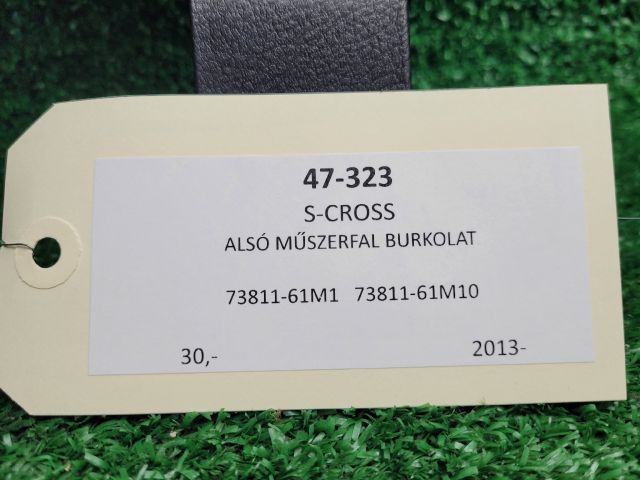 47-323
S-CROSS
ALSÓ MŰSZERFAL BURKOLAT
73811-61M1 73811-61M10
30,- 2013-